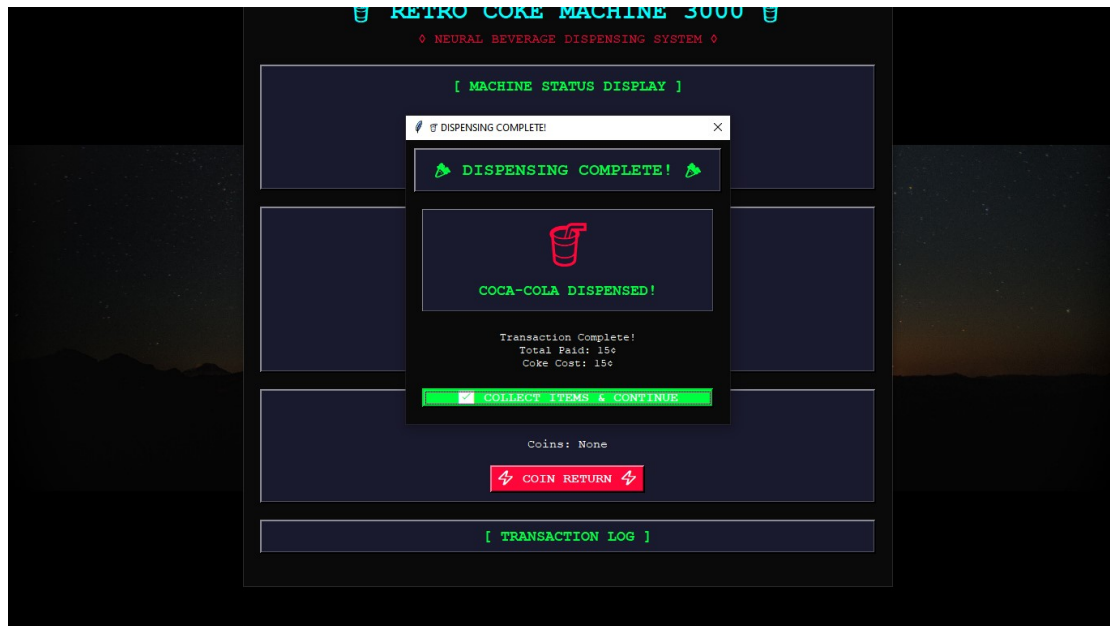 RETRO COKE MACHINE 3000
◊ NEURAL BEVERAGE DISPENSING SYSTEM ◊
[ MACHINE STATUS DISPLAY ]
DISPENSING COMPLETE!
DISPENSING COMPLETE!
COCA-COLA DISPENSED!
Transaction Complete!
Total Paid: 15¢
Coke Cost: 15¢
COLLECT ITEMS & CONTINUE
Coins: None
COIN RETURN
[ TRANSACTION LOG ]